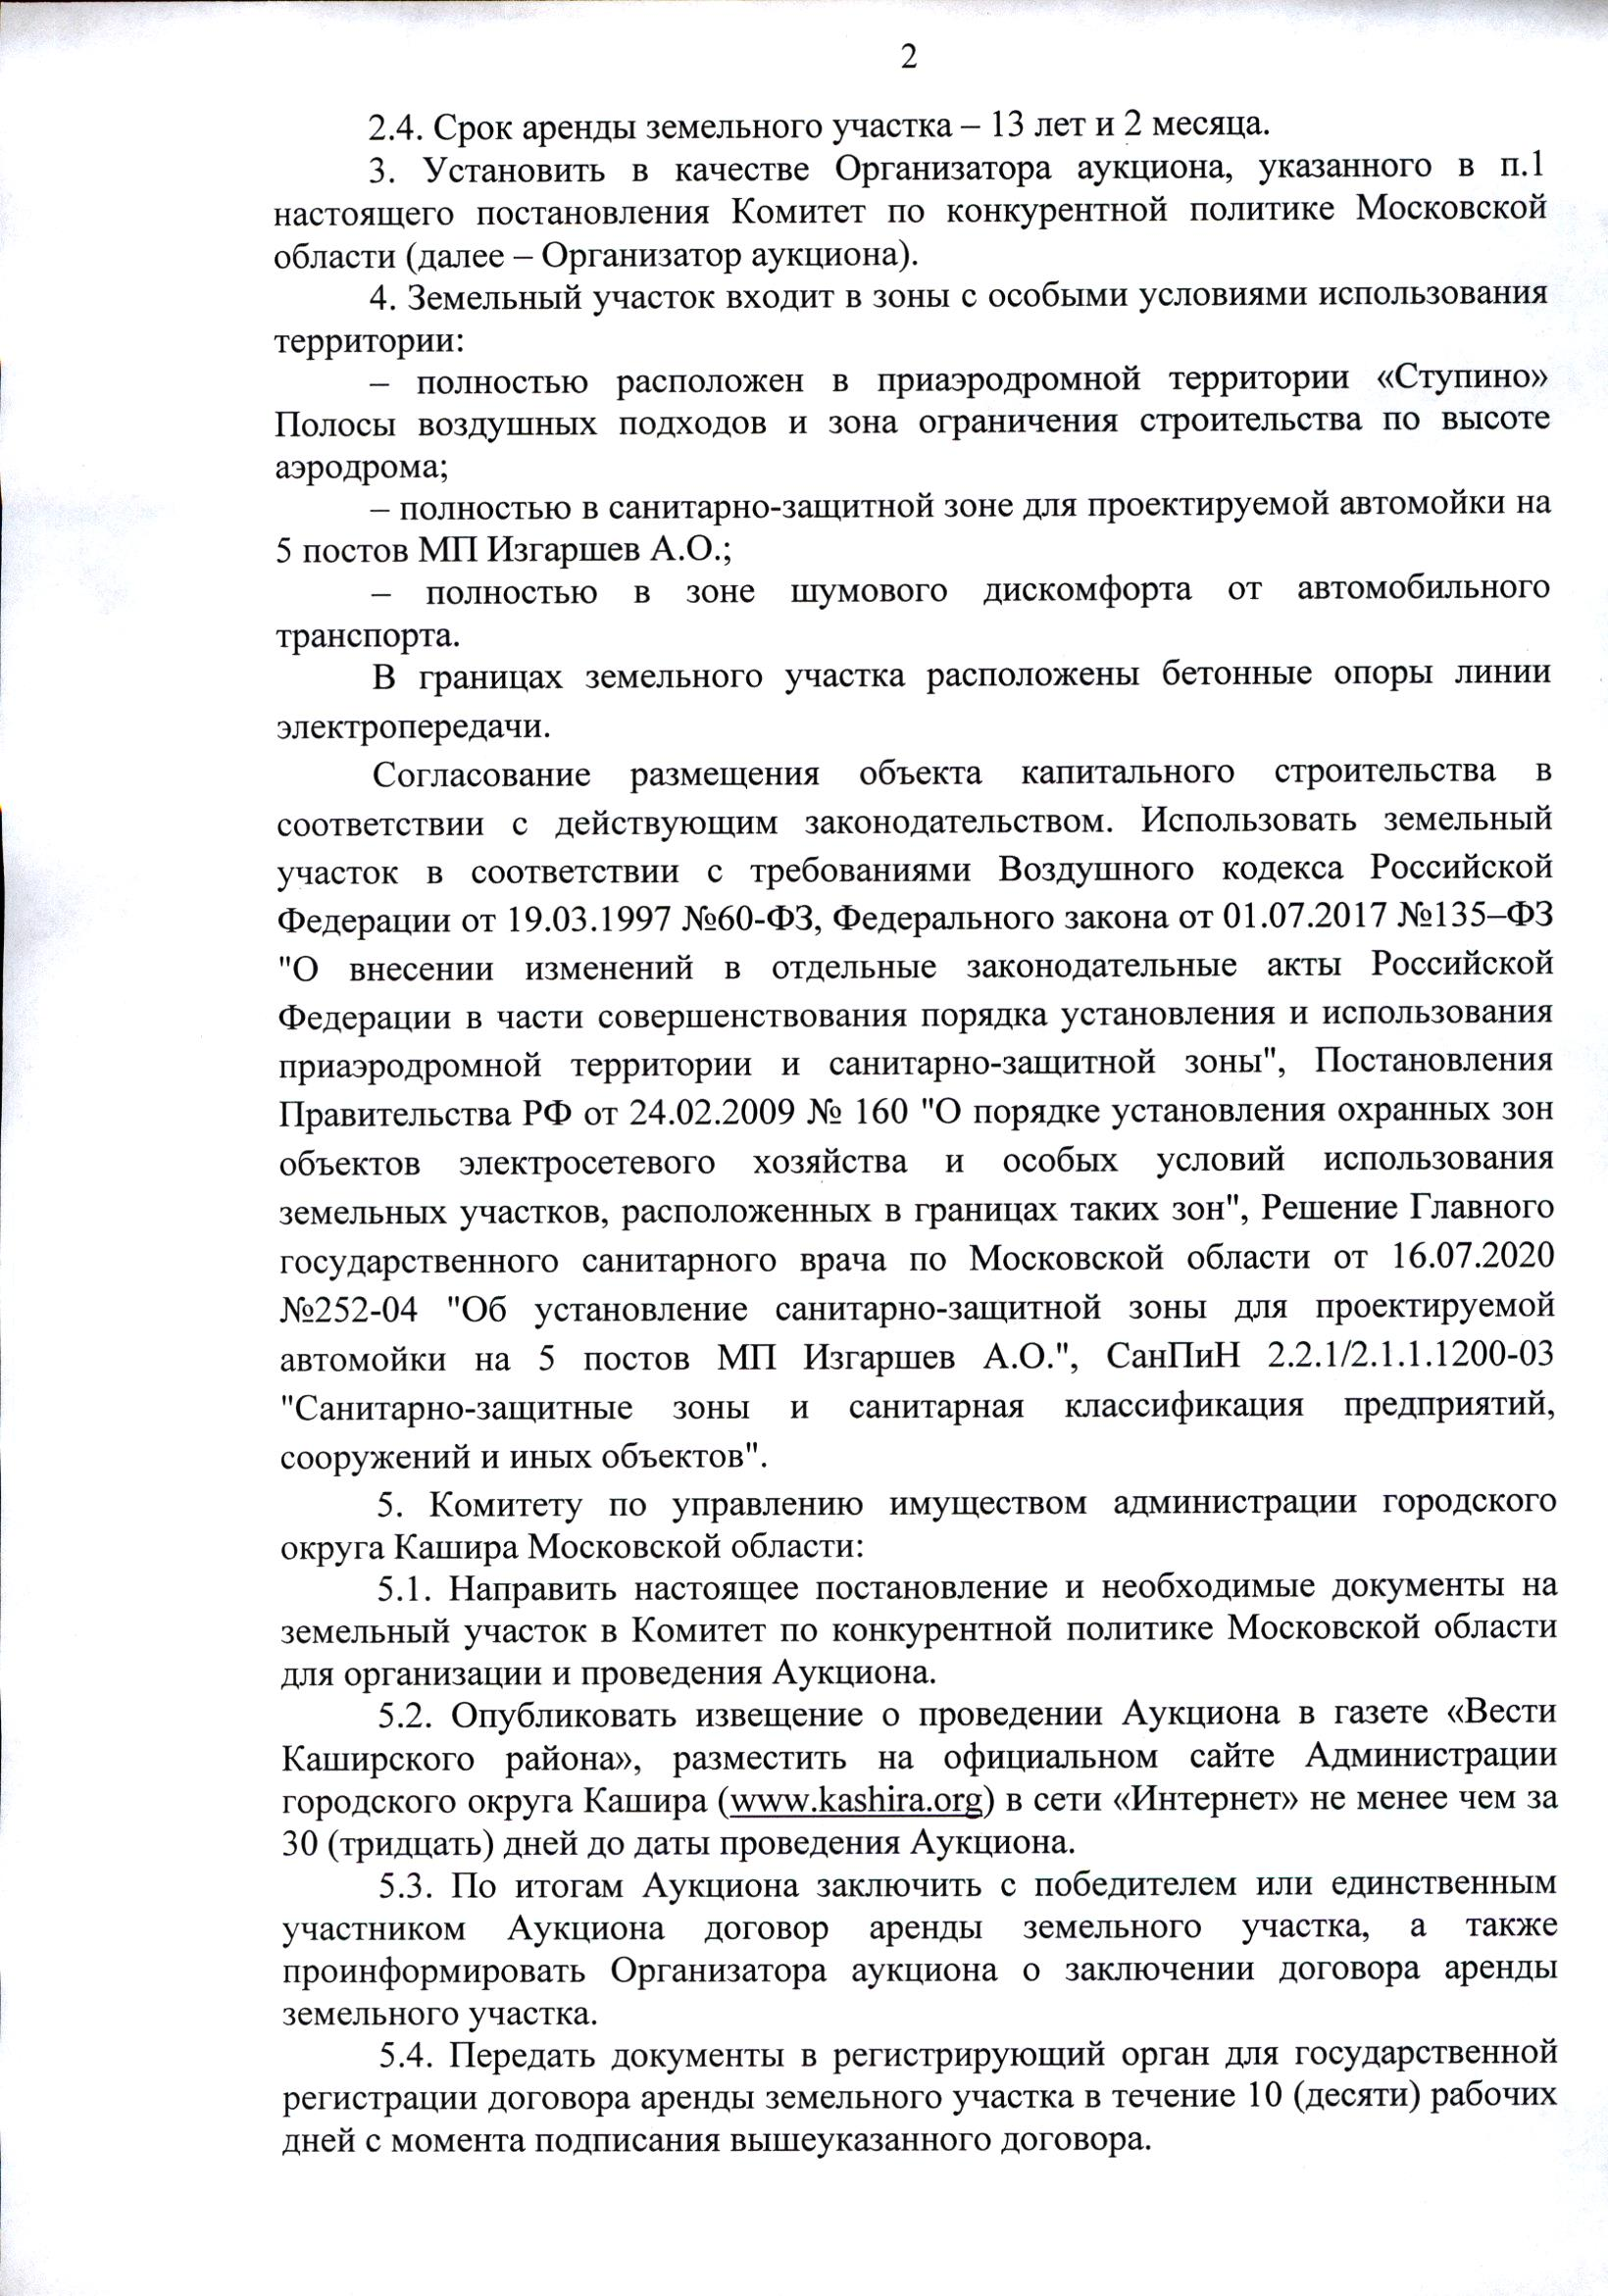 2
2.4. Срок аренды земельного участка – 13 лет и 2 месяца.
3. Установить в качестве Организатора аукциона, указанного в п.1
настоящего постановления Комитет по конкурентной политике Московской
области (далее – Организатор аукциона).
4. Земельный участок входит в зоны с особыми условиями использования
территории:
– полностью расположен в приаэродромной территории «Ступино»
Полосы воздушных подходов и зона ограничения строительства по высоте
аэродрома;
– полностью в санитарно-защитной зоне для проектируемой автомойки на
5 постов МП Изгаршев А.О.;
– полностью в зоне шумового дискомфорта от автомобильного
транспорта.
В границах земельного участка расположены бетонные опоры линии
электропередачи.
Согласование размещения объекта капитального строительства в
соответствии с действующим законодательством. Использовать земельный
участок в соответствии с требованиями Воздушного кодекса Российской
Федерации от 19.03.1997 №60-ФЗ, Федерального закона от 01.07.2017 №135–ФЗ
"О внесении изменений в отдельные законодательные акты Российской
Федерации в части совершенствования порядка установления и использования
приаэродромной территории и санитарно-защитной зоны", Постановления
Правительства РФ от 24.02.2009 № 160 "О порядке установления охранных зон
объектов электросетевого хозяйства и особых условий использования
земельных участков, расположенных в границах таких зон", Решение Главного
государственного санитарного врача по Московской области от 16.07.2020
№252-04 "Об установление санитарно-защитной зоны для проектируемой
автомойки на 5 постов МП Изгаршев А.О.", СанПиН 2.2.1/2.1.1.1200-03
"Санитарно-защитные зоны и санитарная классификация предприятий,
сооружений и иных объектов".
5. Комитету по управлению имуществом администрации городского
округа Кашира Московской области:
5.1. Направить настоящее постановление и необходимые документы на
земельный участок в Комитет по конкурентной политике Московской области
для организации и проведения Аукциона.
5.2. Опубликовать извещение о проведении Аукциона в газете «Вести
Каширского района», разместить на официальном сайте Администрации
городского округа Кашира (www.kashira.org) в сети «Интернет» не менее чем за
30 (тридцать) дней до даты проведения Аукциона.
5.3. По итогам Аукциона заключить с победителем или единственным
участником Аукциона договор аренды земельного участка, а также
проинформировать Организатора аукциона о заключении договора аренды
земельного участка.
5.4. Передать документы в регистрирующий орган для государственной
регистрации договора аренды земельного участка в течение 10 (десяти) рабочих
дней с момента подписания вышеуказанного договора.